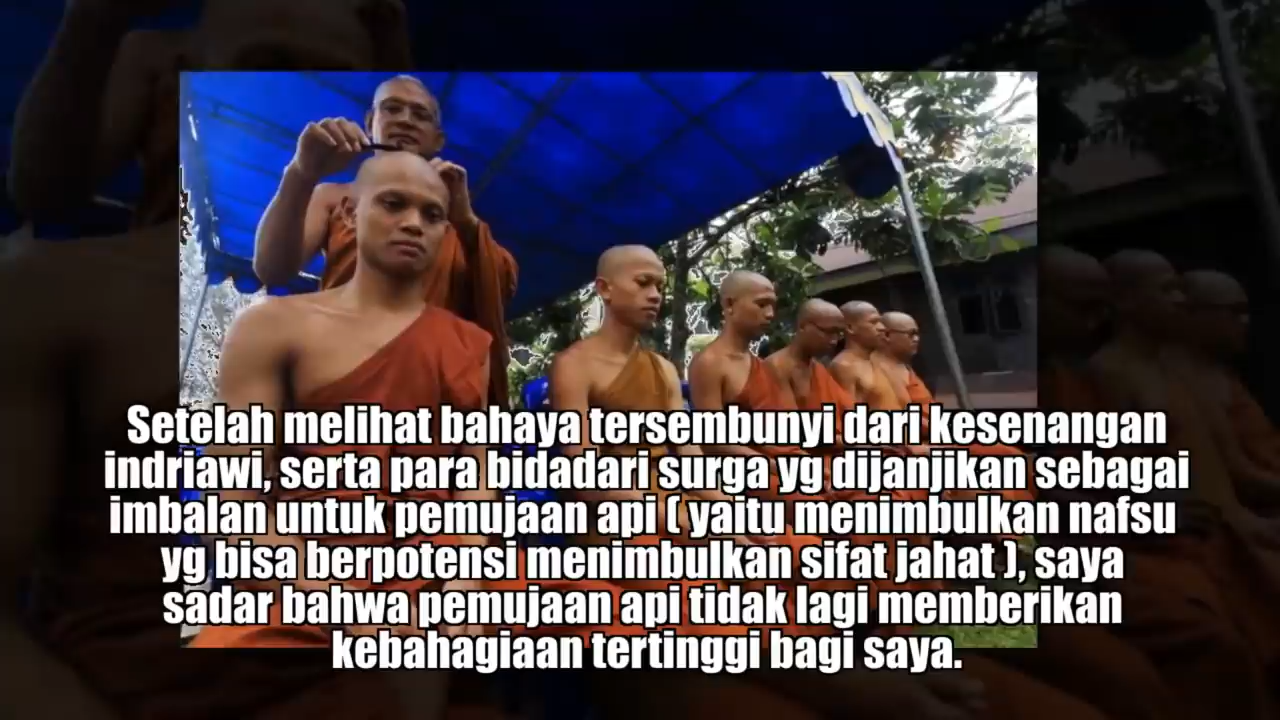 Setelah melihat bahaya tersembunyi dari kesenangan
indriawi, serta para bidadari surga yg dijanjikan sebagai
imbalan untuk pemujaan api ( yaitu menimbulkan nafsu
yg bisa berpotensi menimbulkan sifat jahat ), saya
sadar bahwa pemujaan api tidak lagi memberikan
kebahagiaan tertinggi bagi saya.